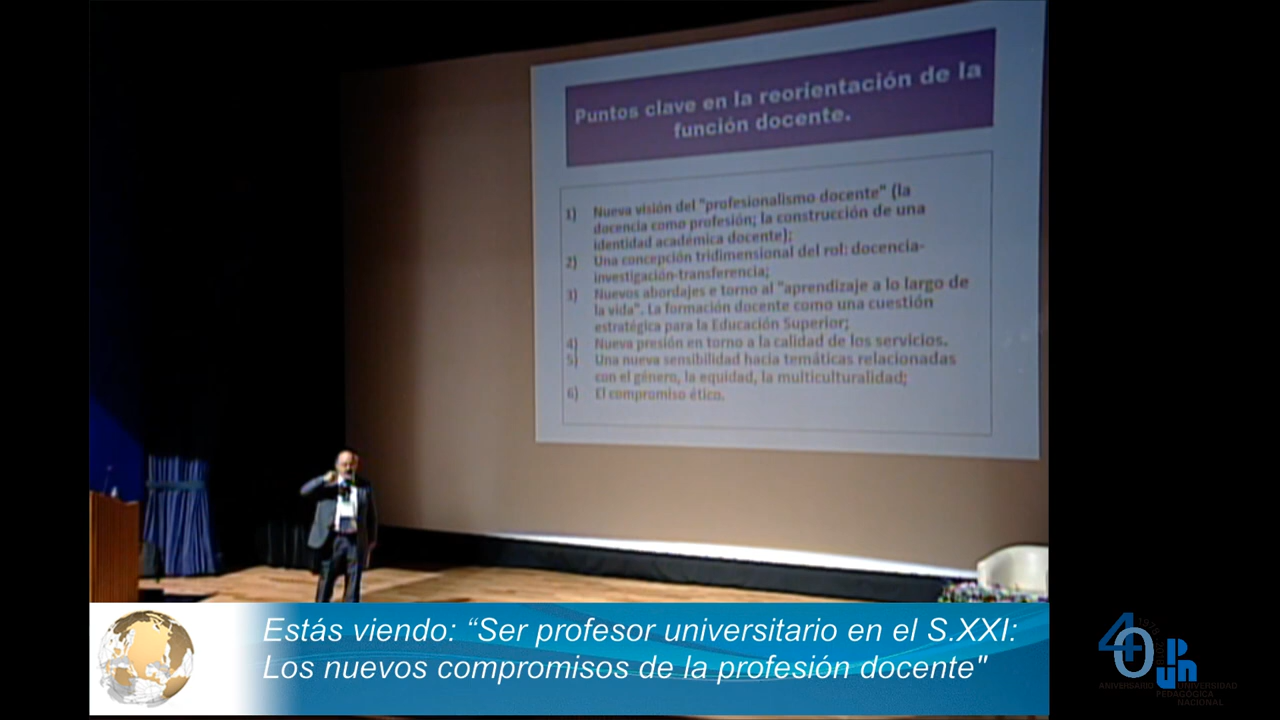 Puntos clave en la reorientación de la
función docente.
1) Nueva visión del "profesionalismo docente" (la
docencia como profesión; la construcción de una
identidad académica docente);
2) Una concepción tridimensional del rol: docencia-
investigación-transferencia;
3) Nuevos abordajes e torno al "aprendizaje a lo largo de
la vida". La formación docente como una cuestión
estratégica para la Educación Superior;
4) Nueva presión en torno a la calidad de los servicios.
5) Una nueva sensibilidad hacia temáticas relacionadas
con el género, la equidad, la multiculturalidad;
6) El compromiso ético.
Estás viendo: “Ser profesor universitario en el S.XXI:
Los nuevos compromisos de la profesión docente"
40
upn
ANIVERSARIO
UNIVERSIDAD
PEDAGÓGICA
NACIONAL